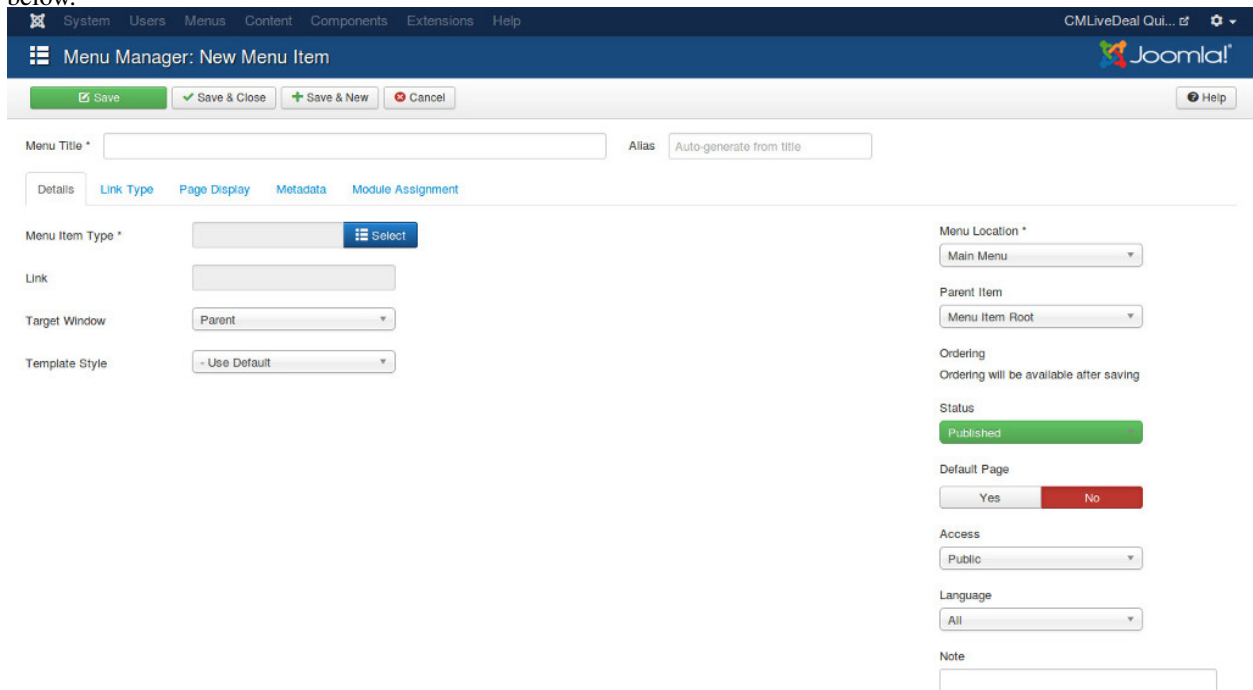 below.
System Users Menus Content Components Extensions Help CMLiveDeal Qui...
Menu Manager: New Menu Item Joomla!
Save Save & Close Save & New Cancel Help
Menu Title * Alias Auto-generate from title
Details Link Type Page Display Metadata Module Assignment
Menu Item Type * Select
Link
Target Window Parent
Template Style - Use Default
Menu Location *
Main Menu
Parent Item
Menu Item Root
Ordering
Ordering will be available after saving
Status
Published
Default Page
Yes No
Access
Public
Language
All
Note